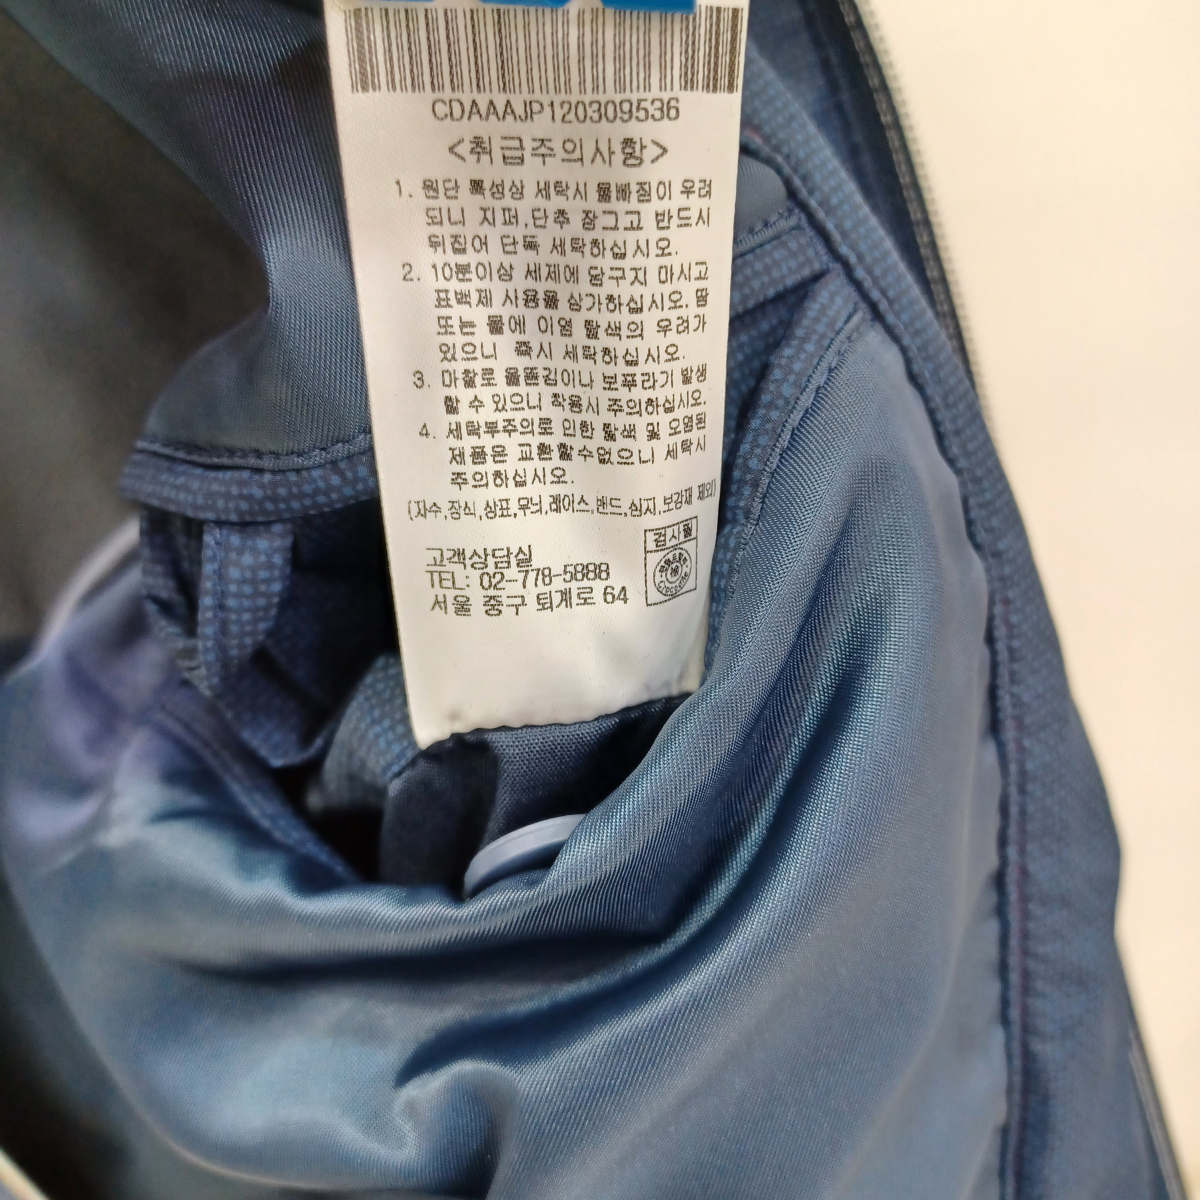 CDAAAJP120309536
<취급주의사항>
1. 원단 특성상 세탁시 물빠짐이 우려
되니 지퍼,단추 잠그고 반드시
뒤집어 단독 세탁하십시오.
2. 10분이상 세제에 담구지 마시고
표백제 사용을 삼가하십시오. 땀
또는 물에 이염 탈색의 우려가
있으니 즉시 세탁하십시오.
3. 마찰로 올뜯김이나 보푸라기 발생
할 수 있으니 착용시 주의하십시오.
4. 세탁부주의로 인한 탈색 및 오염된
제품은 교환할수없으니 세탁시
주의하십시오.
(자수,장식,상표,무늬,레이스,밴드,심지,보강재 제외)
검사필
고객상담실
TEL: 02-778-5888
서울 중구 퇴계로 64